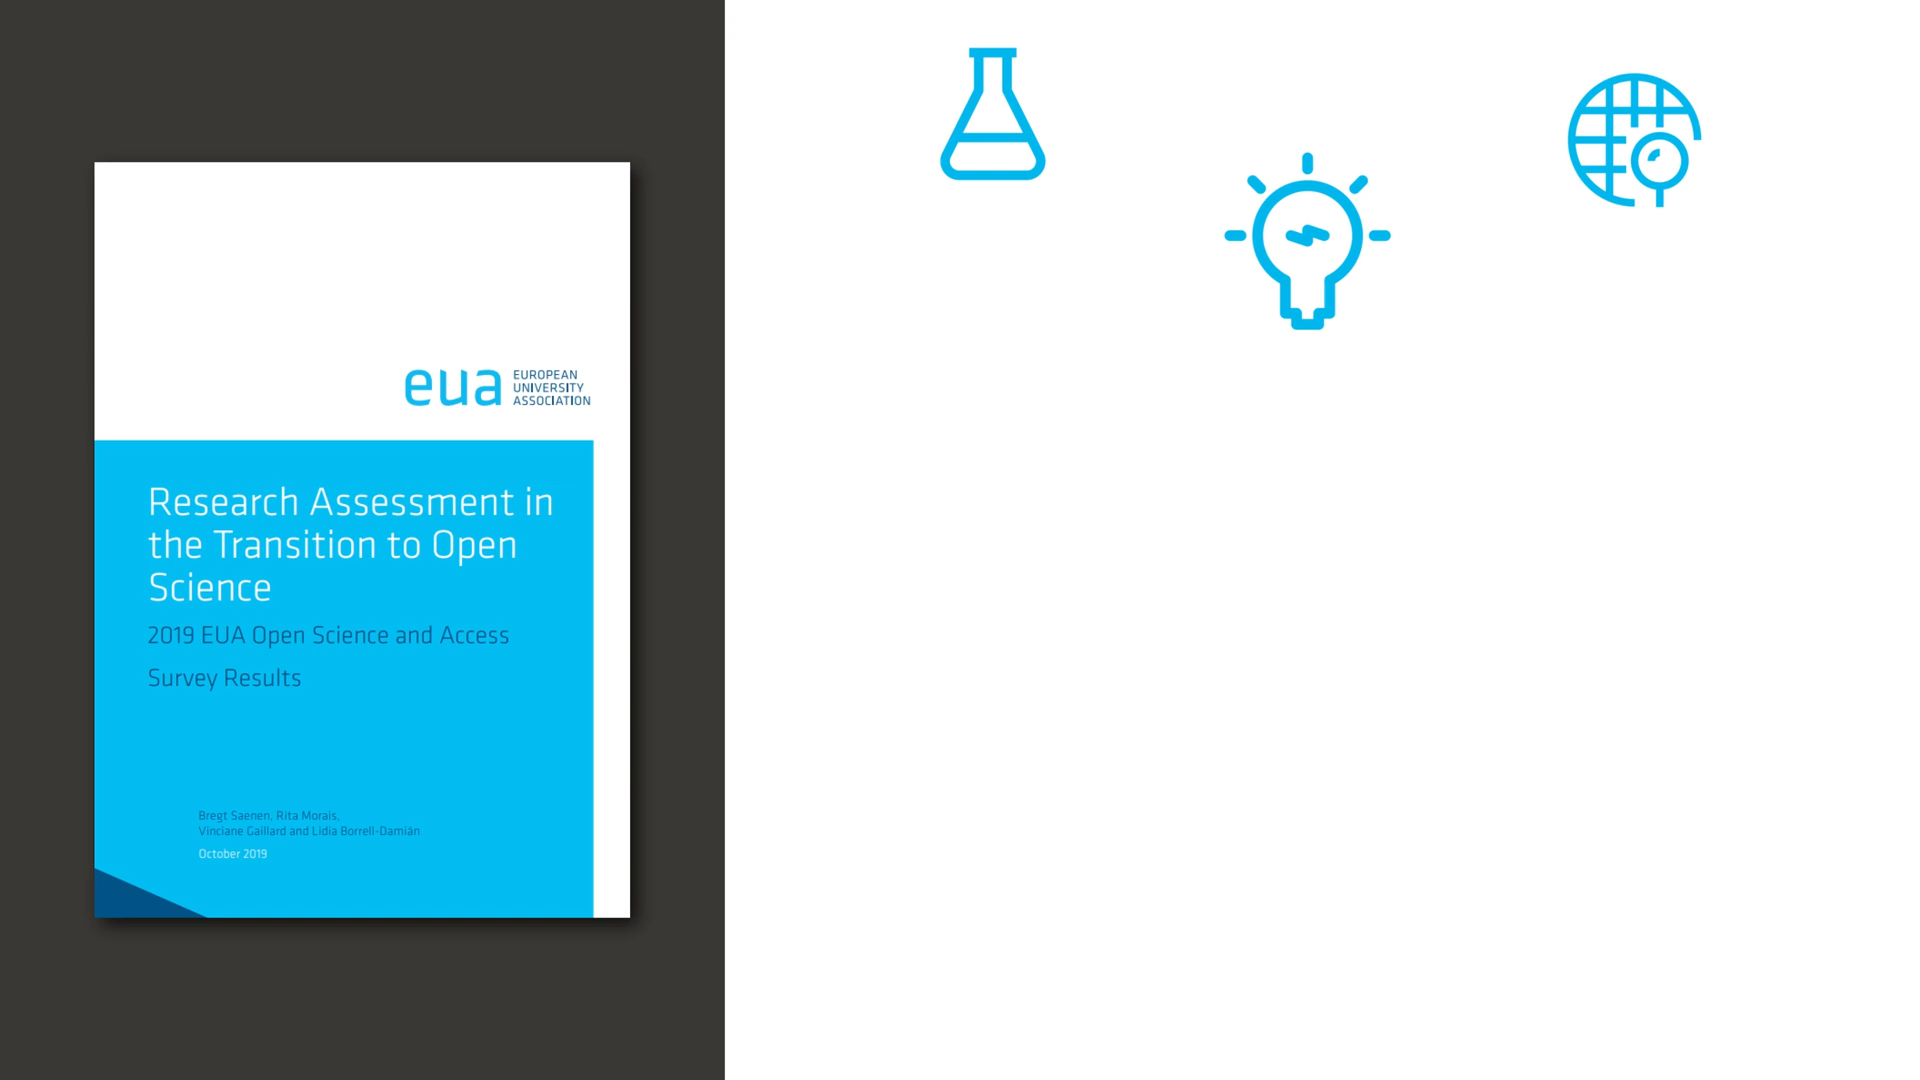 eua EUROPEAN
UNIVERSITY
ASSOCIATION
Research Assessment in
the Transition to Open
Science
2019 EUA Open Science and Access
Survey Results
Bregt Saenen, Rita Morais,
Vinciane Gaillard and Lidia Borrell-Damián
October 2019